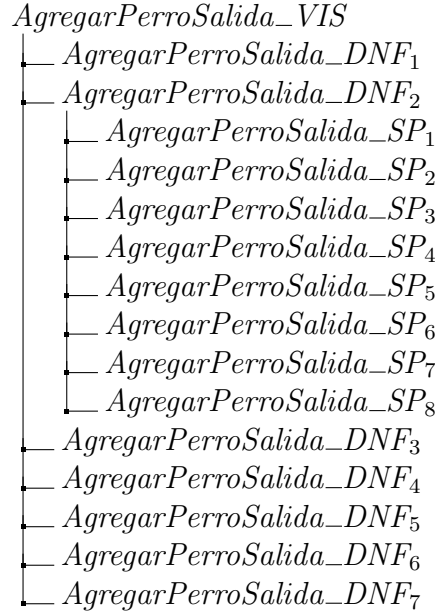 AgregarPerroSalida_VIS
AgregarPerroSalida_DNF₁
AgregarPerroSalida_DNF₂
AgregarPerroSalida_SP₁
AgregarPerroSalida_SP₂
AgregarPerroSalida_SP₃
AgregarPerroSalida_SP₄
AgregarPerroSalida_SP₅
AgregarPerroSalida_SP₆
AgregarPerroSalida_SP₇
AgregarPerroSalida_SP₈
AgregarPerroSalida_DNF₃
AgregarPerroSalida_DNF₄
AgregarPerroSalida_DNF₅
AgregarPerroSalida_DNF₆
AgregarPerroSalida_DNF₇